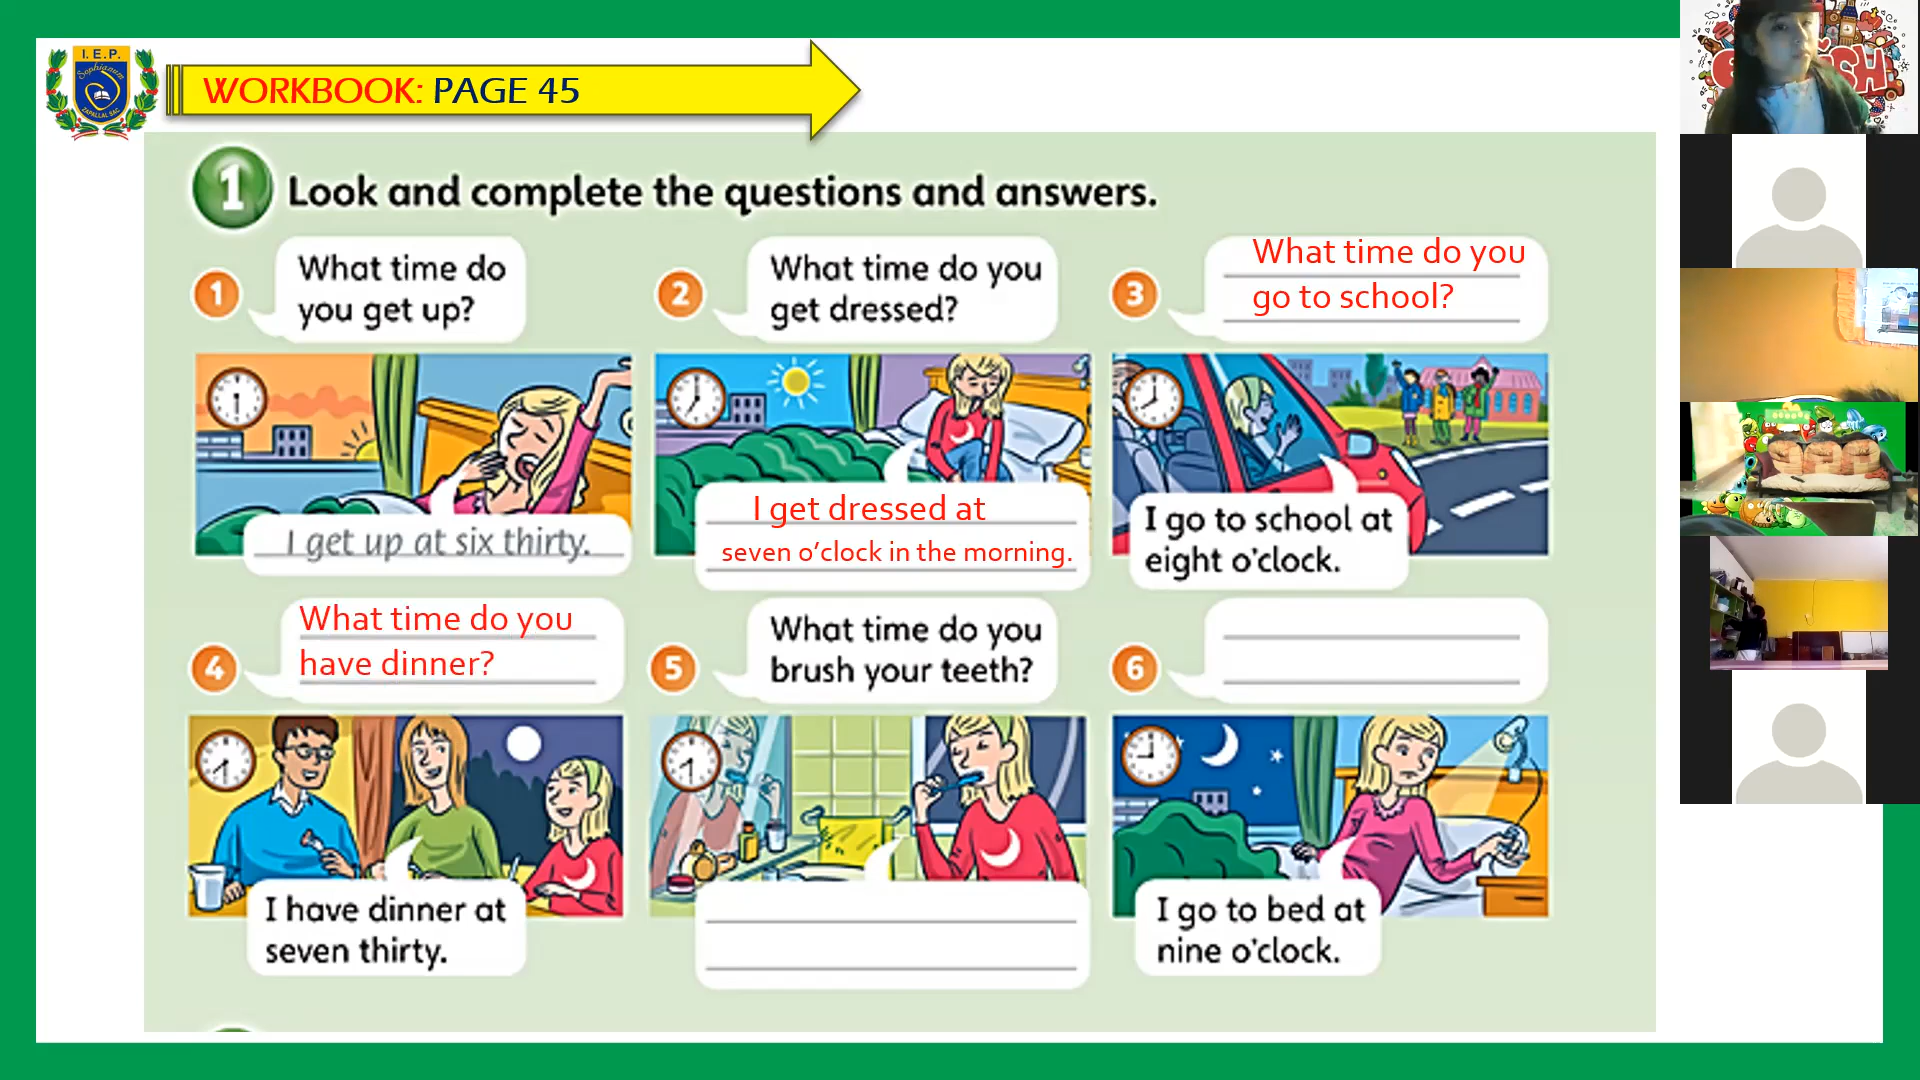 I.E.P.
Sophianum
ZAPALLAL SAC
WORKBOOK: PAGE 45
1 Look and complete the questions and answers.
1
What time do
you get up?
I get up at six thirty.
2
What time do you
get dressed?
I get dressed at
seven o'clock in the morning.
3
What time do you
go to school?
I go to school at
eight o'clock.
4
What time do you
have dinner?
I have dinner at
seven thirty.
5
What time do you
brush your teeth?
6
I go to bed at
nine o'clock.